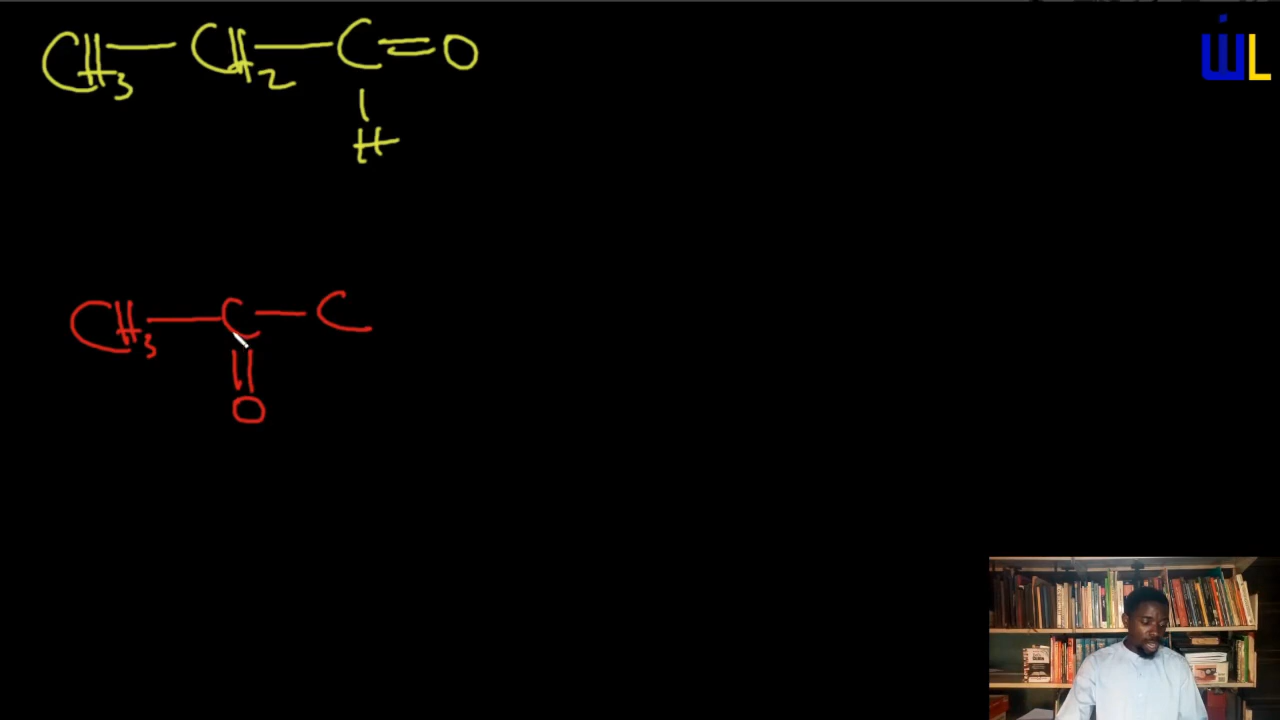 CH3—CH2—C=O
|
H
CH3—C—C
||
O